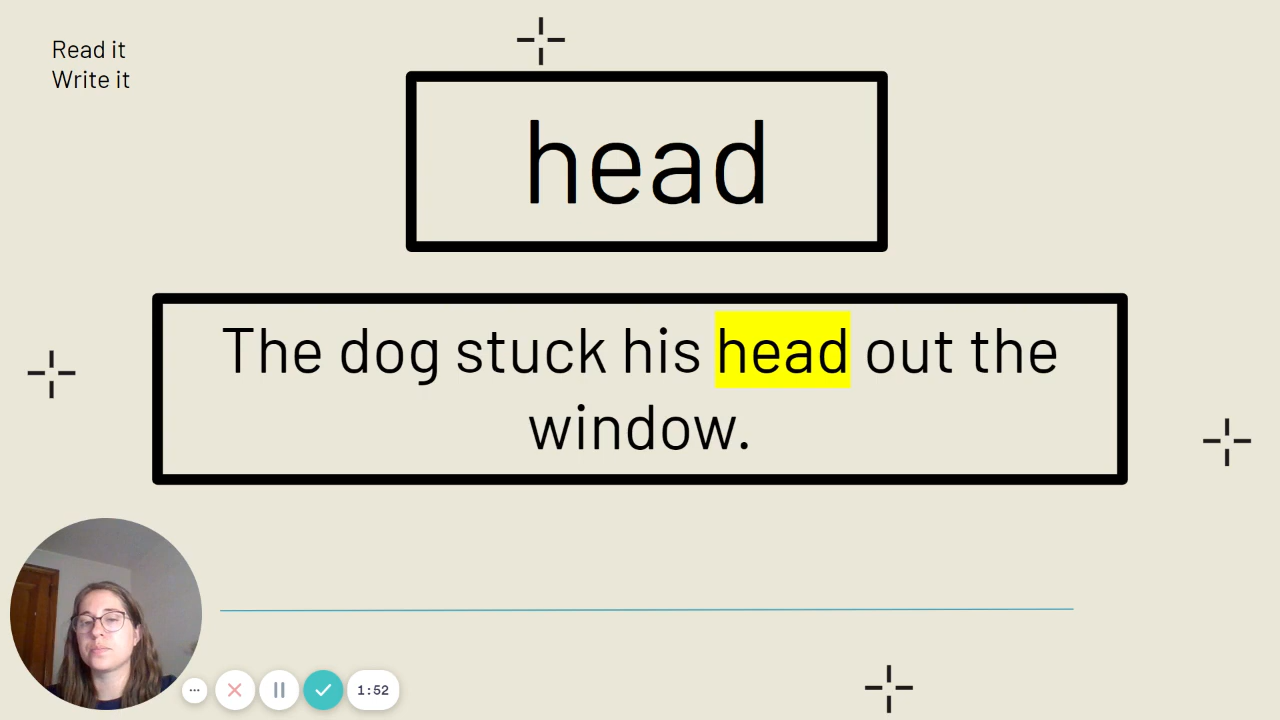 Read it
Write it
head
The dog stuck his head out the
window.
1:52